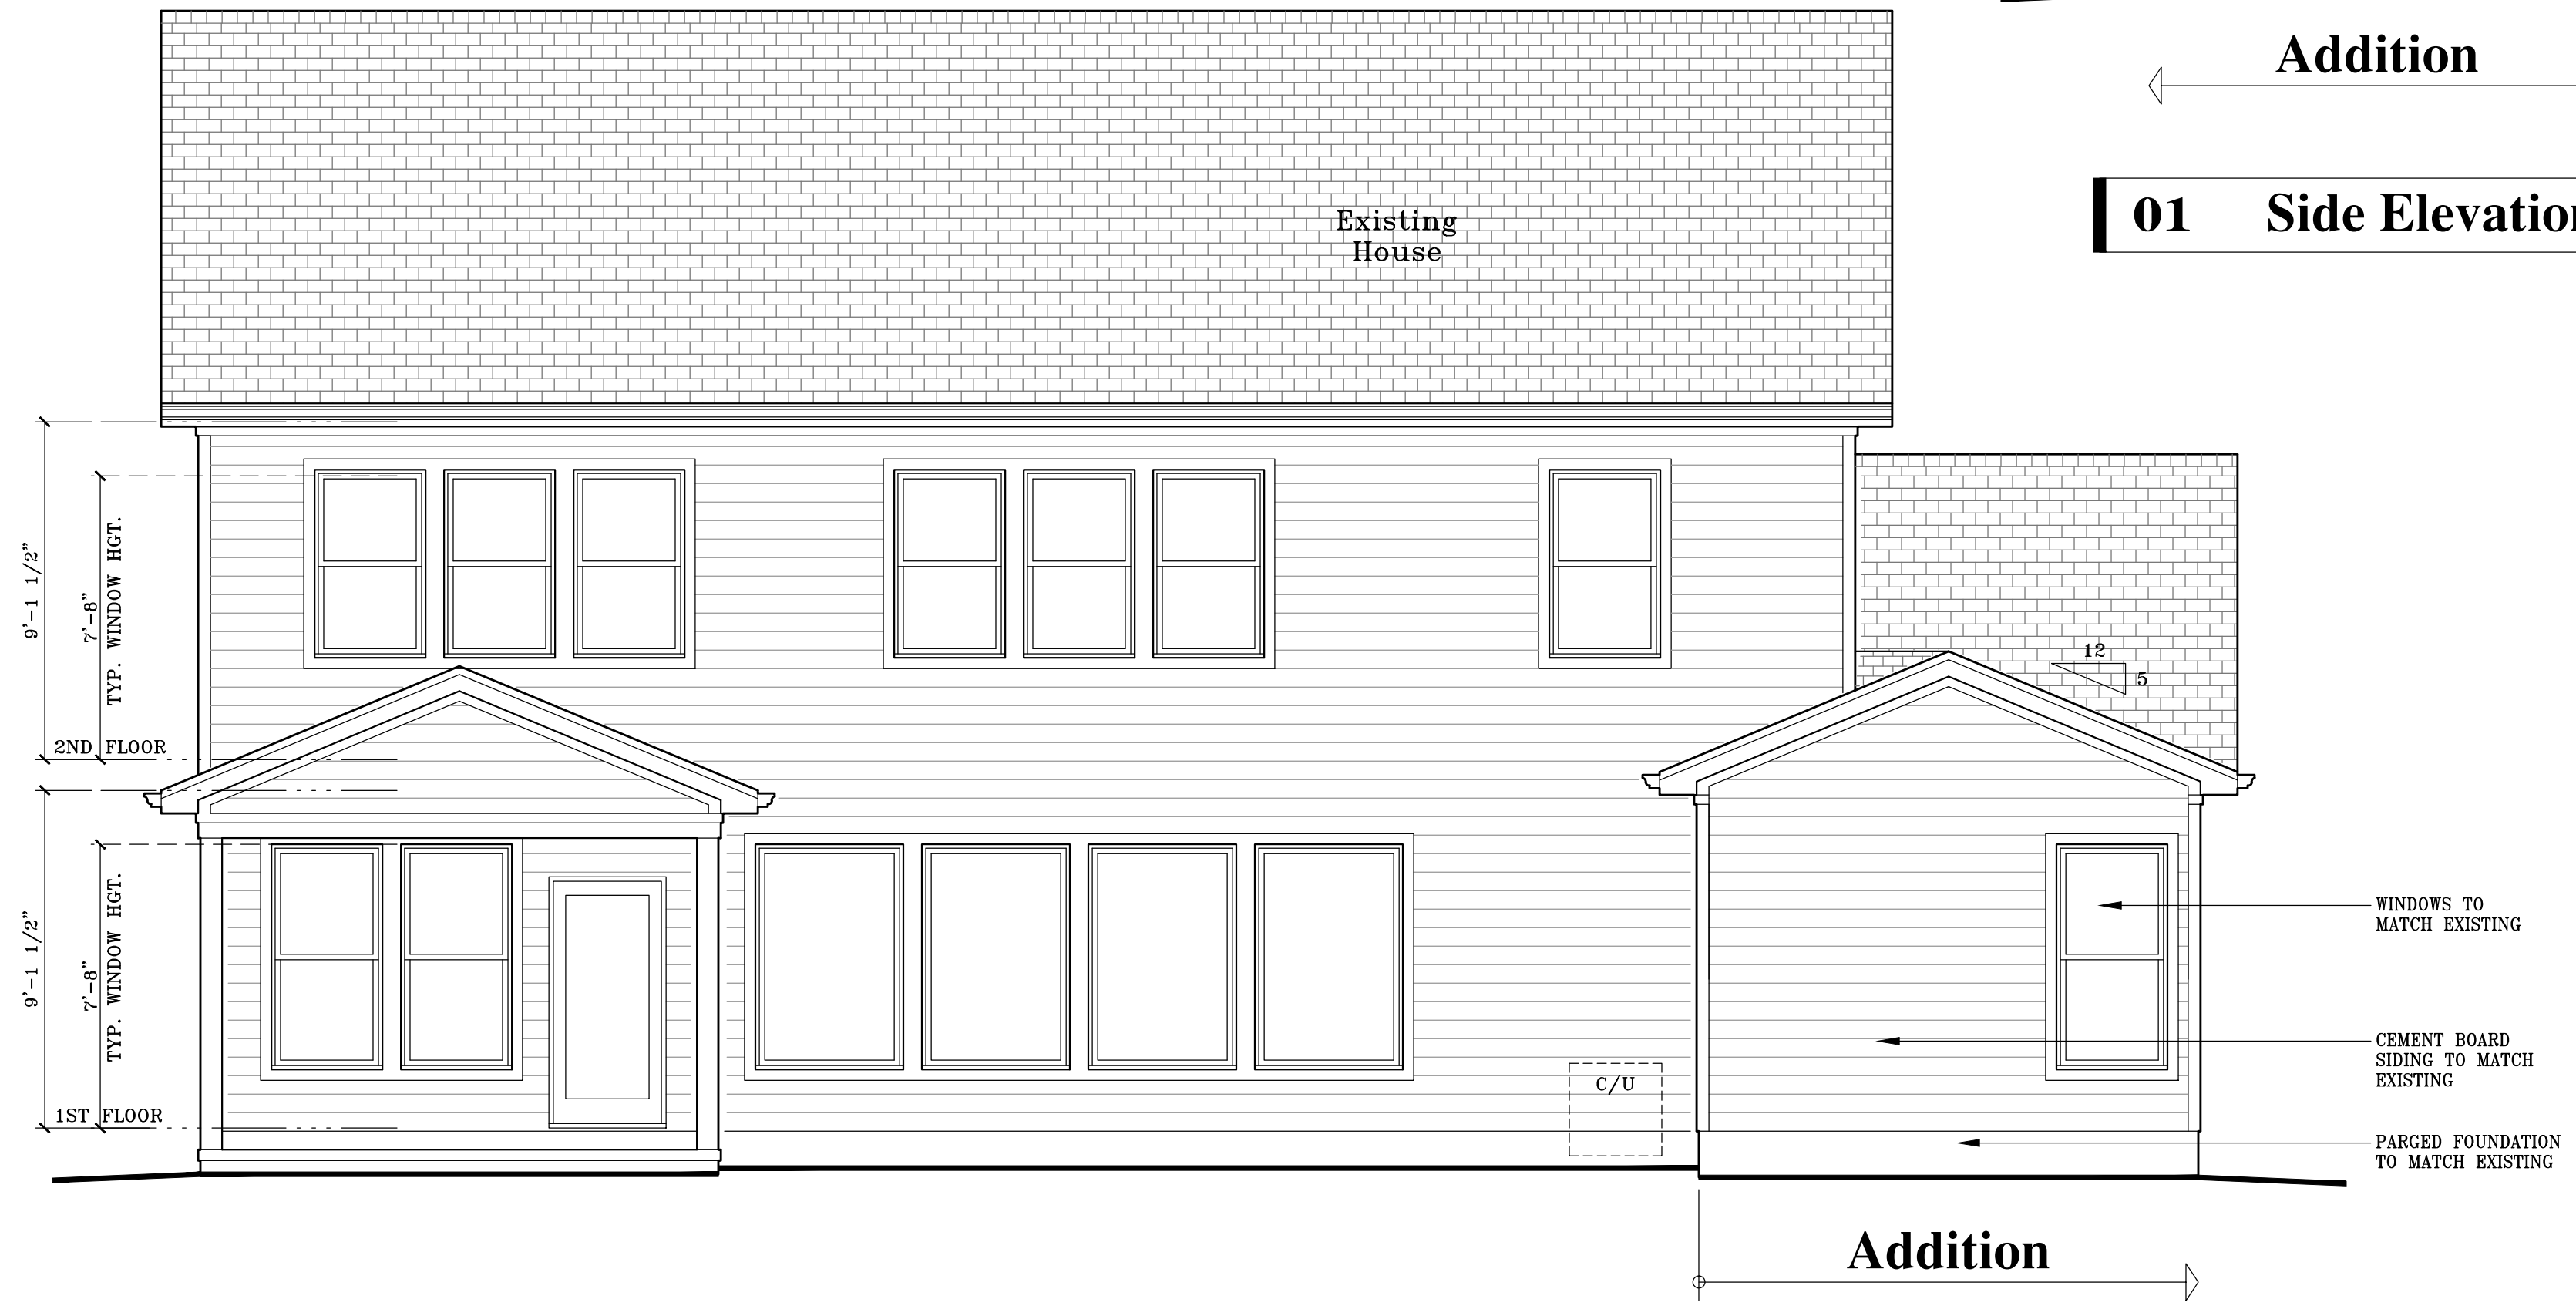 Addition
01 Side Elevation
Existing
House
9'-1 1/2"
7'-8"
TYP. WINDOW HGT.
2ND FLOOR
12
5
9'-1 1/2"
7'-8"
TYP. WINDOW HGT.
1ST FLOOR
C/U
WINDOWS TO
MATCH EXISTING
CEMENT BOARD
SIDING TO MATCH
EXISTING
PARGED FOUNDATION
TO MATCH EXISTING
Addition